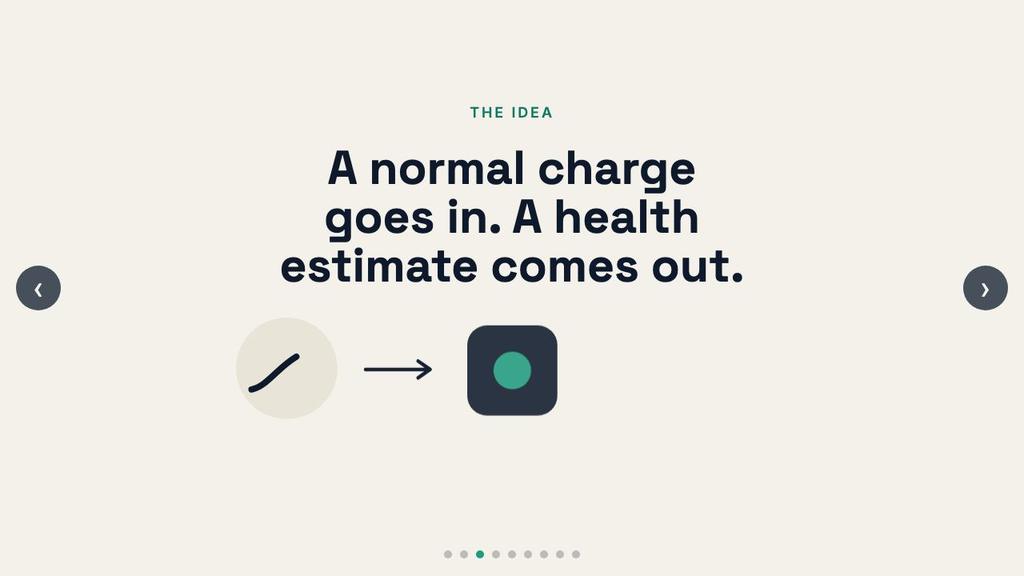 THE IDEA
A normal charge
goes in. A health
estimate comes out.